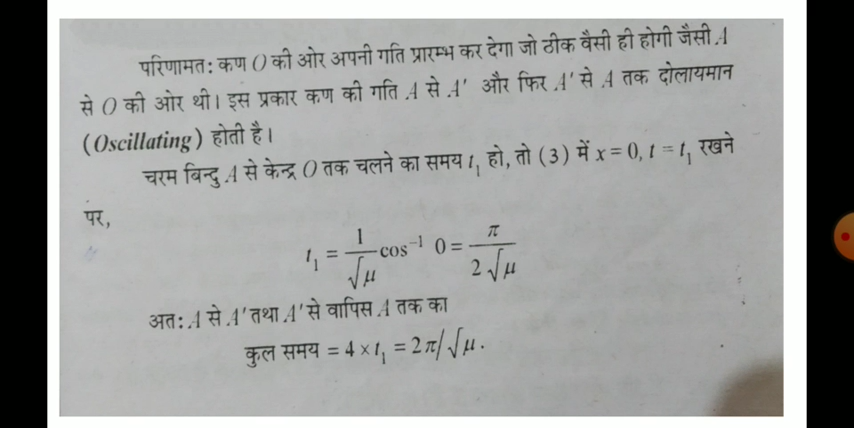 परिणामत: कण O की ओर अपनी गति प्रारम्भ कर देगा जो ठीक वैसी ही होगी जैसी A
से O की ओर थी। इस प्रकार कण की गति A से A′ और फिर A′ से A तक दोलायमान
(Oscillating) होती है।
चरम बिन्दु A से केन्द्र O तक चलने का समय t₁ हो, तो (3) में x = 0, t = t₁ रखने
पर,
t₁ = 1/√μ cos⁻¹ 0 = π/2√μ
अत: A से A′ तथा A′ से वापिस A तक का
कुल समय = 4 × t₁ = 2π/√μ.